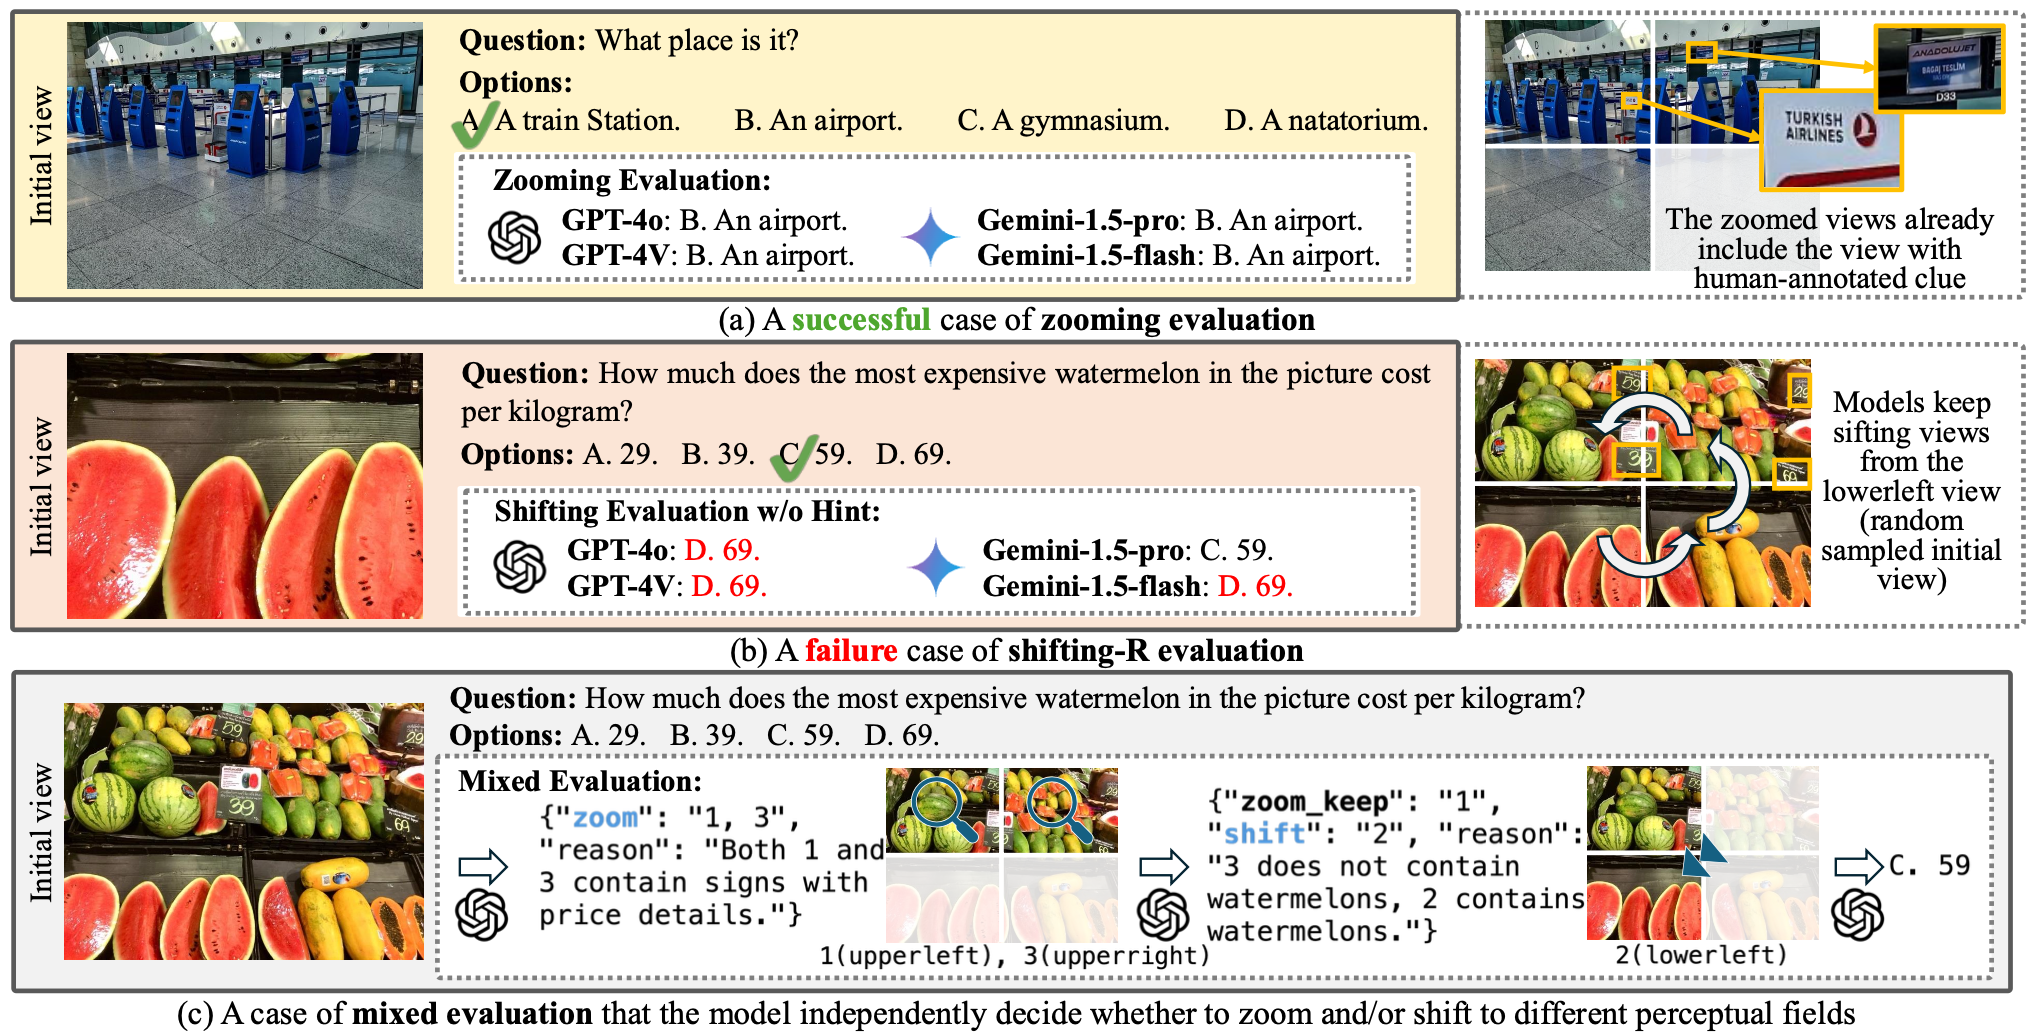 Initial view
Question: What place is it?
Options:
A. A train Station. B. An airport. C. A gymnasium. D. A natatorium.
Zooming Evaluation:
GPT-4o: B. An airport. Gemini-1.5-pro: B. An airport.
GPT-4V: B. An airport. Gemini-1.5-flash: B. An airport.
ANADOLUJET
BAGAJ TESLİM
D33
TURKISH
AIRLINES
The zoomed views already
include the view with
human-annotated clue
(a) A successful case of zooming evaluation
Initial view
Question: How much does the most expensive watermelon in the picture cost
per kilogram?
Options: A. 29. B. 39. C. 59. D. 69.
Shifting Evaluation w/o Hint:
GPT-4o: D. 69. Gemini-1.5-pro: C. 59.
GPT-4V: D. 69. Gemini-1.5-flash: D. 69.
59
29
39
69
Models keep
sifting views
from the
lowerleft view
(random
sampled initial
view)
(b) A failure case of shifting-R evaluation
Initial view
59
29
39
69
Question: How much does the most expensive watermelon in the picture cost per kilogram?
Options: A. 29. B. 39. C. 59. D. 69.
Mixed Evaluation:
{"zoom": "1, 3",
"reason": "Both 1 and
3 contain signs with
price details."}
1(upperleft), 3(upperright)
{"zoom_keep": "1",
"shift": "2", "reason":
"3 does not contain
watermelons, 2 contains
watermelons."}
2(lowerleft)
C. 59
(c) A case of mixed evaluation that the model independently decide whether to zoom and/or shift to different perceptual fields